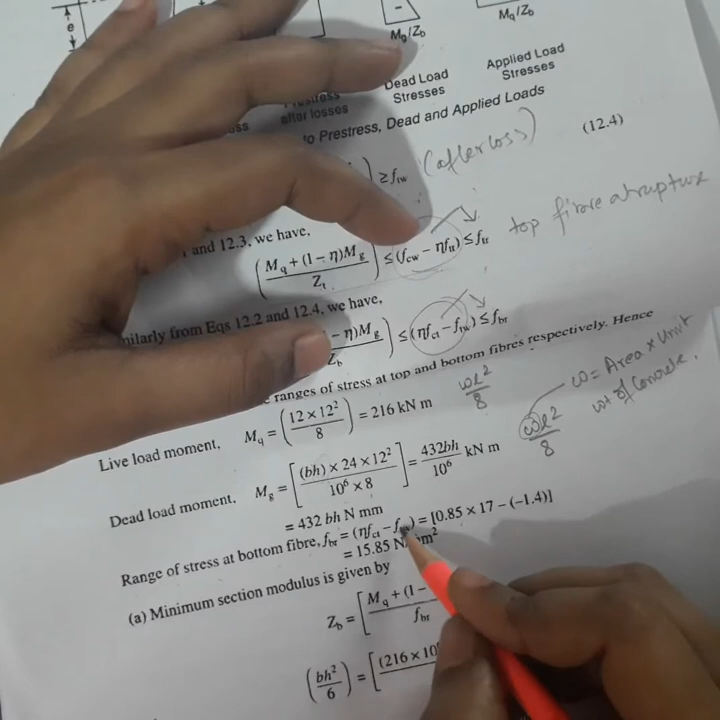 e
Mq/Zb
Mq/Zb
Dead Load Stresses
Applied Load Stresses
after losses
to Prestress, Dead and Applied Loads
) ≥ ftw (after loss) (12.4)
and 12.3, we have,
(Mq + (1 − η)Mg / Zt) ≤ (fcw − ηftt) ≤ ftr
top fibre at rupture
from Eqs 12.2 and 12.4, we have,
− η)Mg / Zb) ≤ (ηfct − ftw) ≤ fbr
ranges of stress at top and bottom fibres respectively. Hence
Live load moment, Mq = (12 × 12² / 8) = 216 kN m
wl²/8
w = Area × Unit wt of Concrete.
wl²/8
Dead load moment, Mg = [(bh) × 24 × 12² / 10⁶ × 8] = 432bh / 10⁶ kN m
= 432 bh N mm
Range of stress at bottom fibre, fbr = (ηfct − f) = [0.85 × 17 − (−1.4)]
= 15.85 N/mm²
(a) Minimum section modulus is given by
Zb = [Mq + (1 − / fbr
(bh²/6) = [(216 × 10